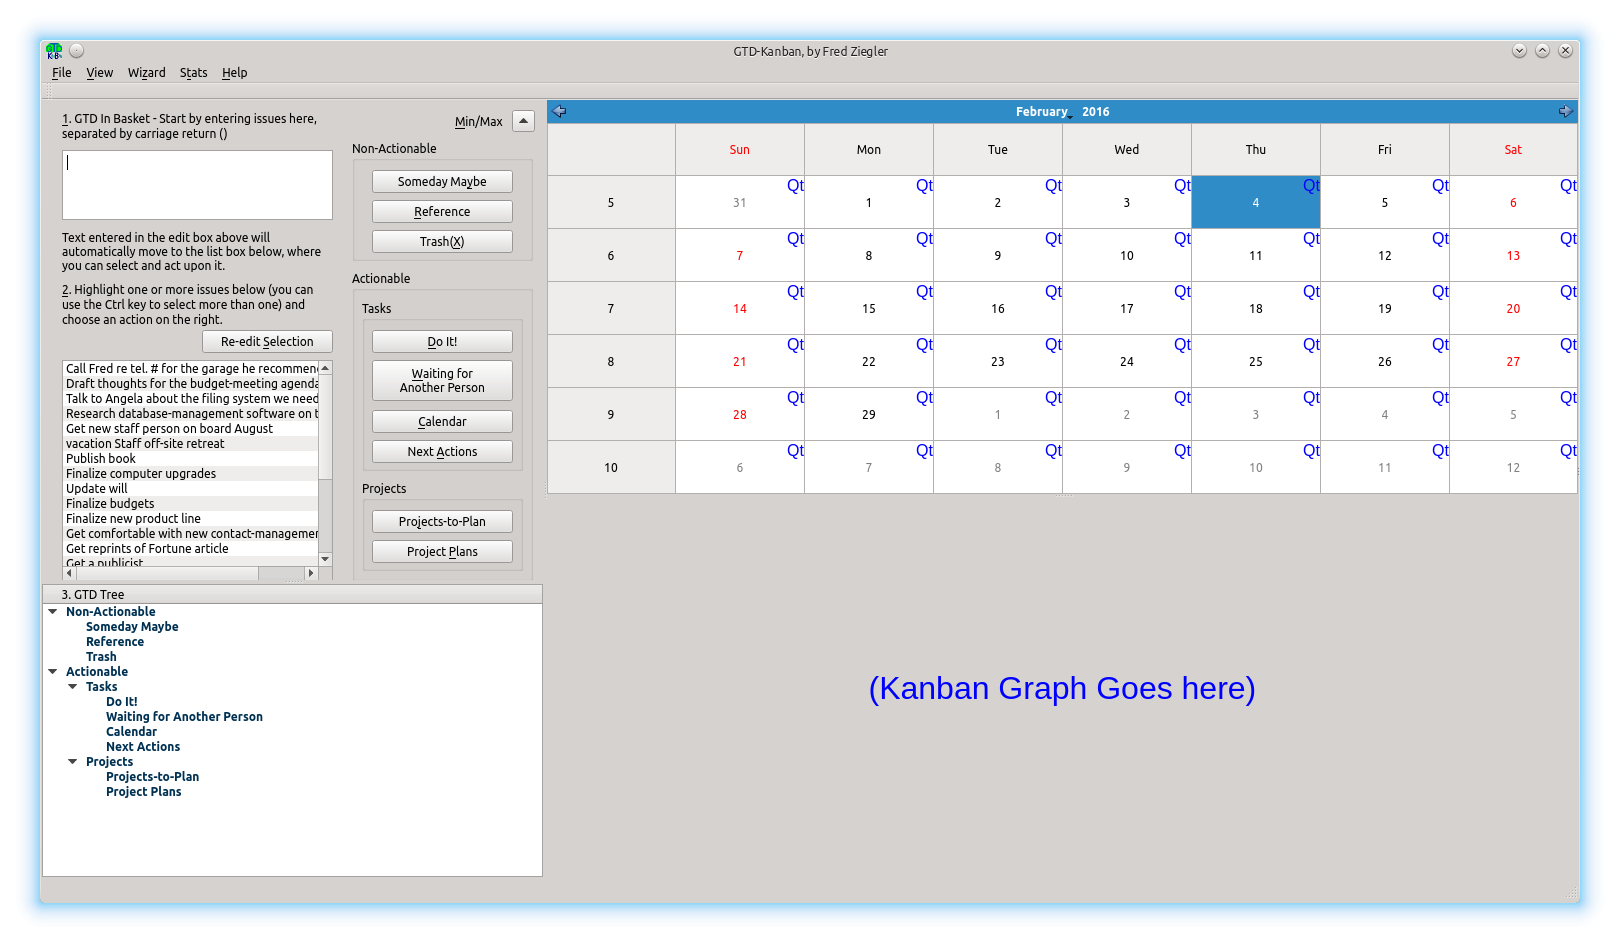 GTD-Kanban, by Fred Ziegler
File View Wizard Stats Help
1. GTD In Basket - Start by entering issues here,
separated by carriage return ()
Text entered in the edit box above will
automatically move to the list box below, where
you can select and act upon it.
2. Highlight one or more issues below (you can
use the Ctrl key to select more than one) and
choose an action on the right.
Re-edit Selection
Call Fred re tel. # for the garage he recommen
Draft thoughts for the budget-meeting agenda
Talk to Angela about the filing system we need
Research database-management software on t
Get new staff person on board August
vacation Staff off-site retreat
Publish book
Finalize computer upgrades
Update will
Finalize budgets
Finalize new product line
Get comfortable with new contact-managemer
Get reprints of Fortune article
Get a publicist
Min/Max
Non-Actionable
Someday Maybe
Reference
Trash(X)
Actionable
Tasks
Do It!
Waiting for
Another Person
Calendar
Next Actions
Projects
Projects-to-Plan
Project Plans
3. GTD Tree
Non-Actionable
Someday Maybe
Reference
Trash
Actionable
Tasks
Do It!
Waiting for Another Person
Calendar
Next Actions
Projects
Projects-to-Plan
Project Plans
February, 2016
Sun Mon Tue Wed Thu Fri Sat
Qt Qt Qt Qt Qt Qt Qt
5 31 1 2 3 4 5 6
Qt Qt Qt Qt Qt Qt Qt
6 7 8 9 10 11 12 13
Qt Qt Qt Qt Qt Qt Qt
7 14 15 16 17 18 19 20
Qt Qt Qt Qt Qt Qt Qt
8 21 22 23 24 25 26 27
Qt Qt Qt Qt Qt Qt Qt
9 28 29 1 2 3 4 5
Qt Qt Qt Qt Qt Qt Qt
10 6 7 8 9 10 11 12
(Kanban Graph Goes here)